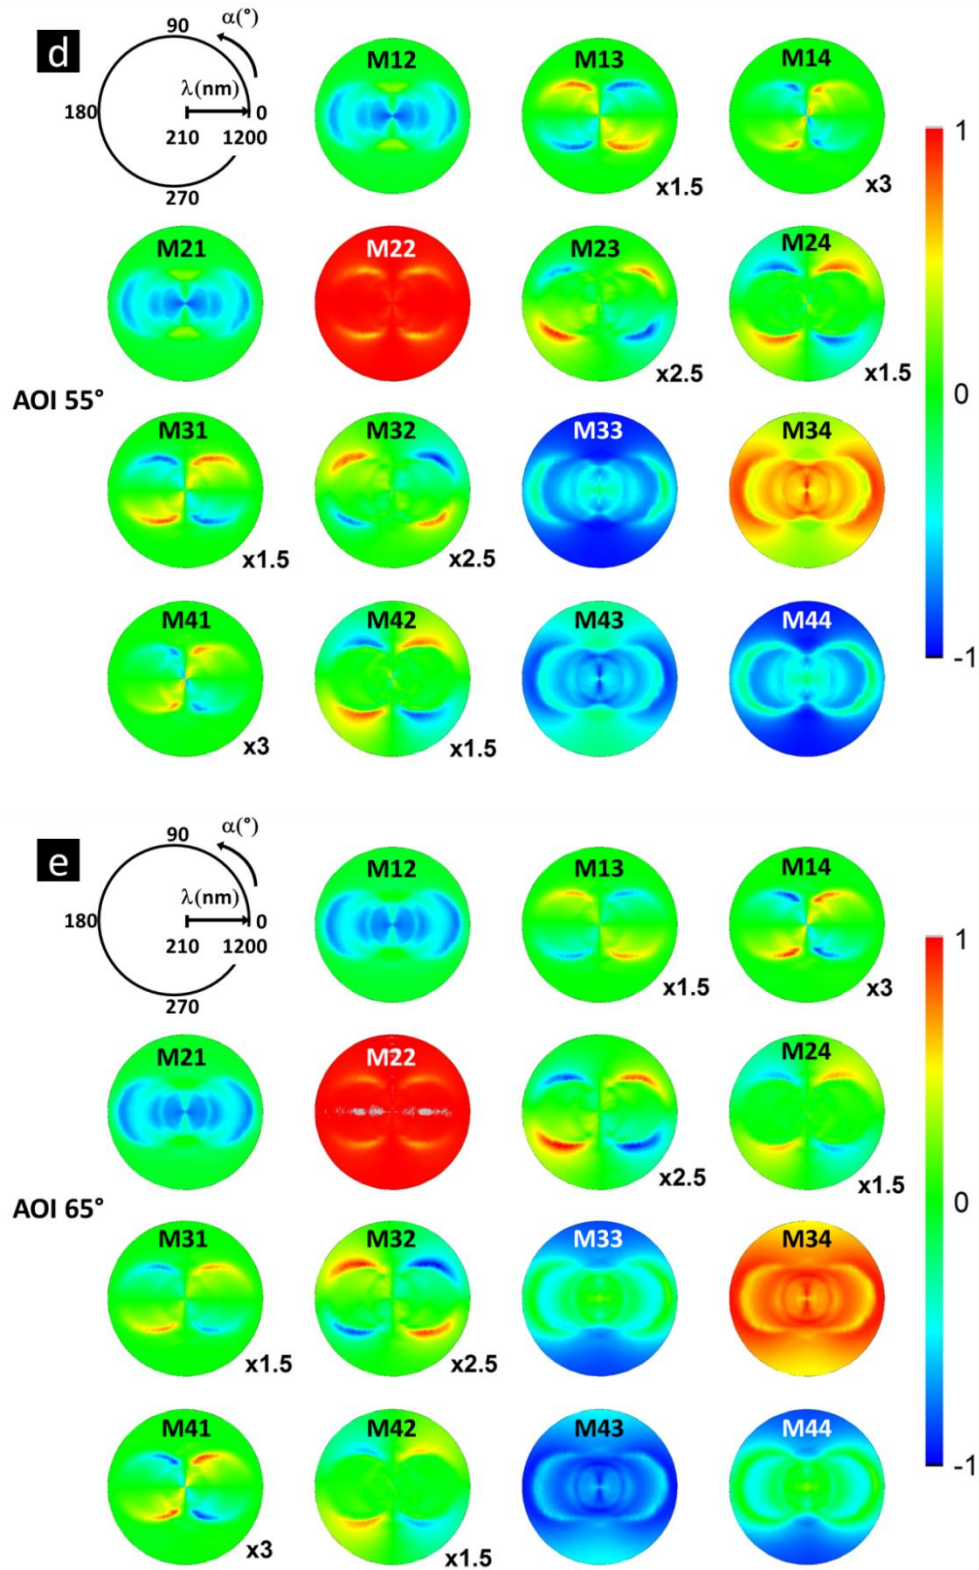 d
90
α(°)
M12
M13
M14
λ(nm)
180
0
210
1200
270
x1.5
x3
1
M21
M22
M23
M24
x2.5
x1.5
AOI 55°
0
M31
M32
M33
M34
x1.5
x2.5
M41
M42
M43
M44
-1
x3
x1.5
e
90
α(°)
M12
M13
M14
λ(nm)
180
0
210
1200
270
x1.5
x3
1
M21
M22
M24
x2.5
x1.5
AOI 65°
0
M31
M32
M33
M34
x1.5
x2.5
M41
M42
M43
M44
-1
x3
x1.5